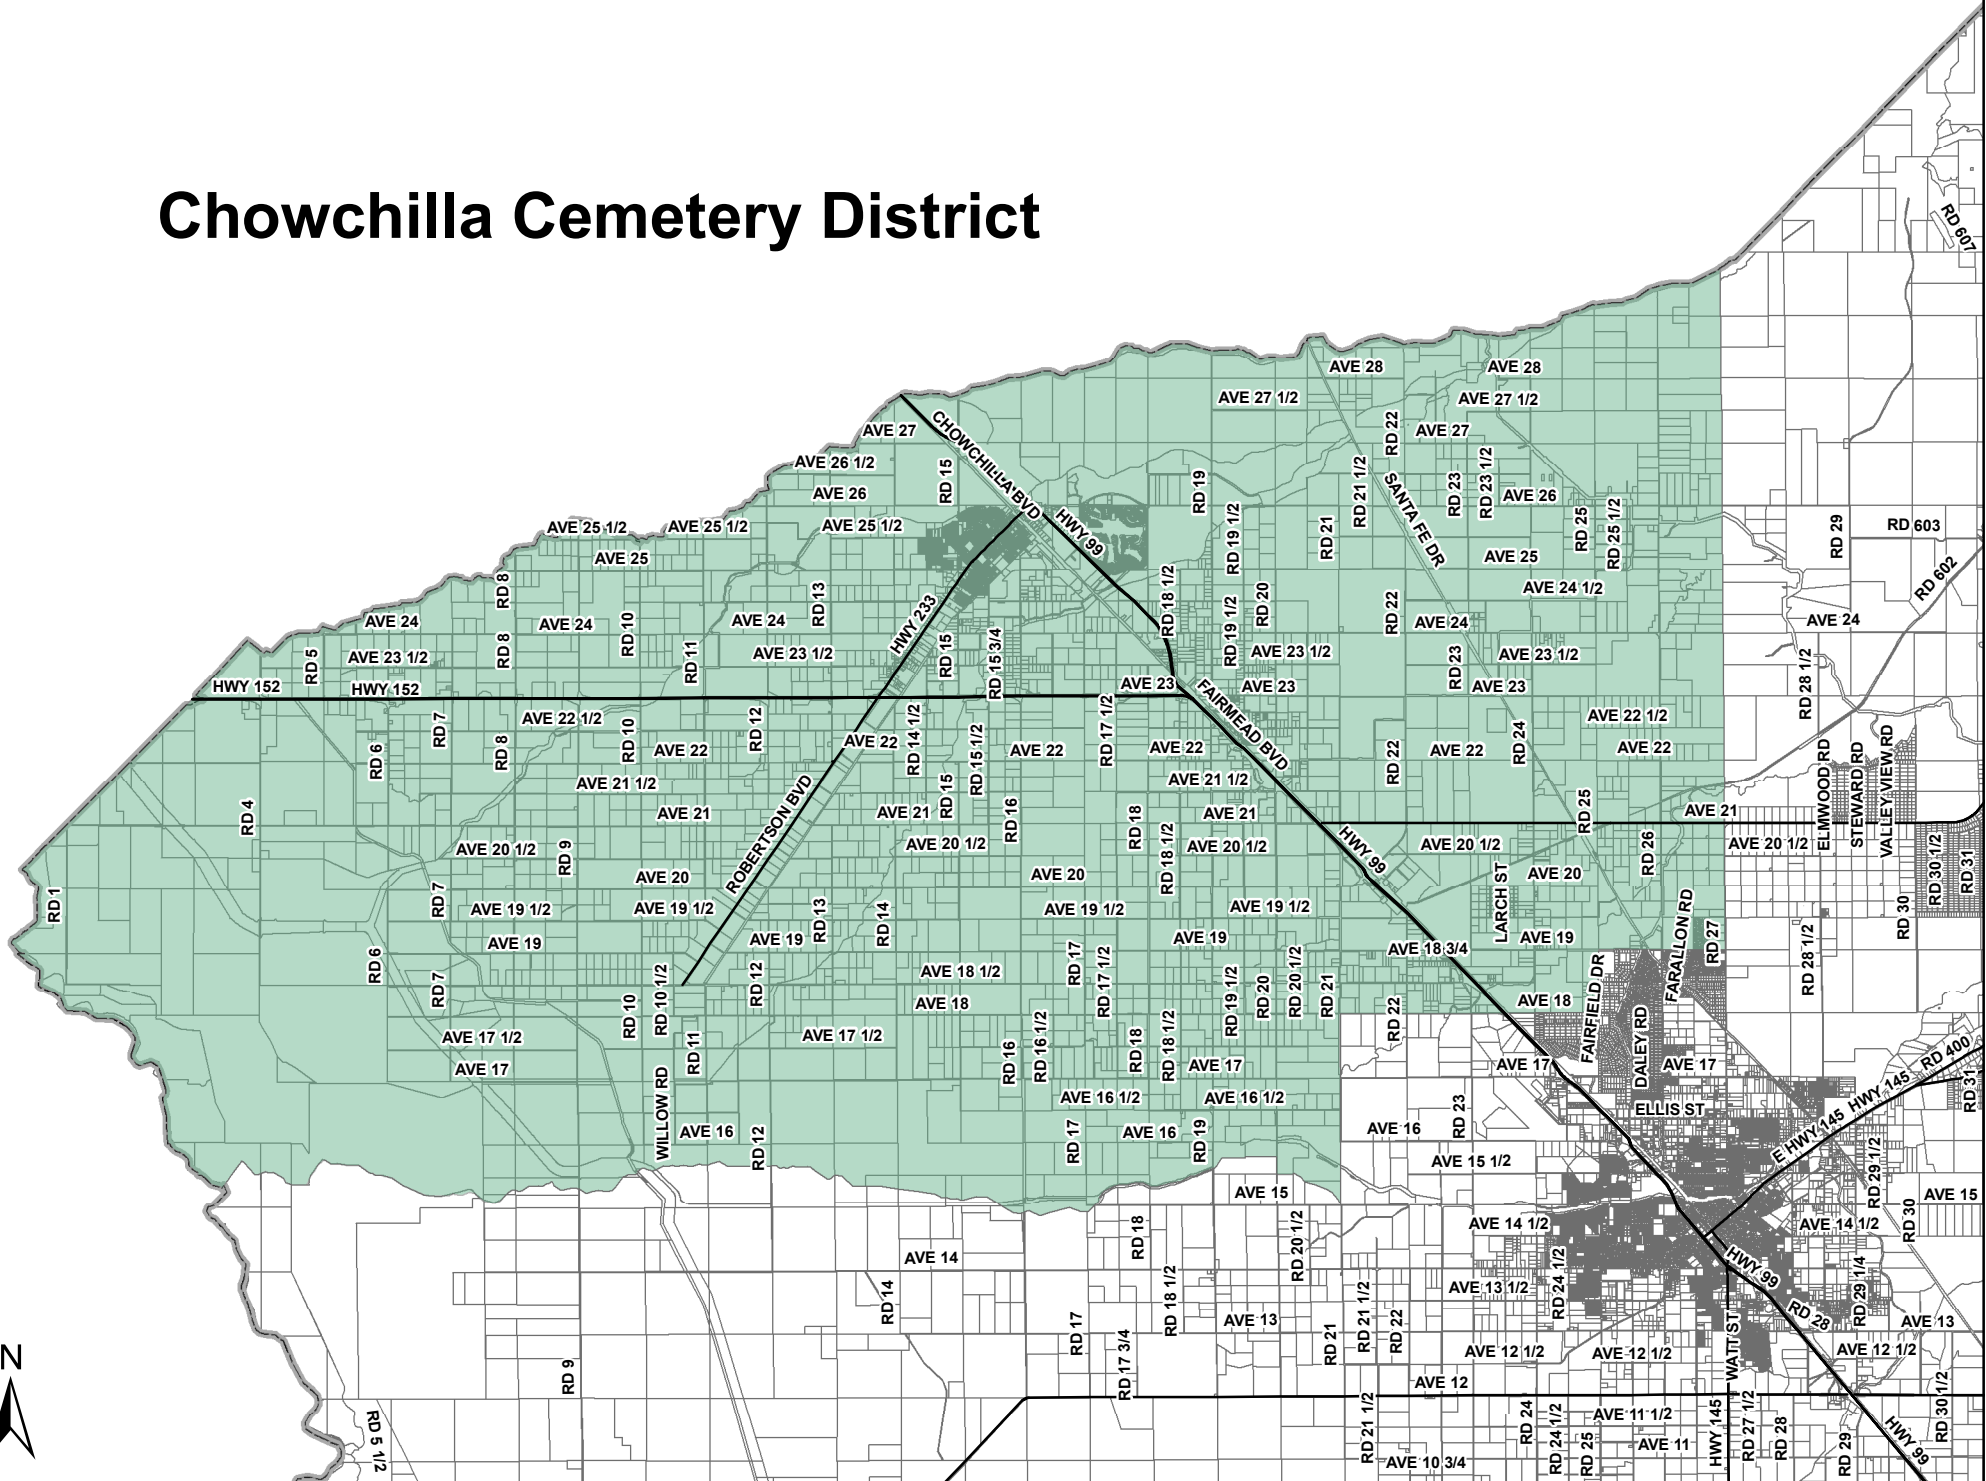 Chowchilla Cemetery District
RD 607
AVE 28
AVE 28
AVE 27 1/2
AVE 27 1/2
AVE 27
CHOWCHILLA BLVD
RD 22
AVE 27
AVE 26 1/2
RD 15
RD 19
RD 21 1/2
SANTA FE DR
RD 23
RD 23 1/2
AVE 26
AVE 26
AVE 25 1/2
AVE 25 1/2
AVE 25 1/2
HWY 99
RD 19 1/2
RD 21
RD 25
RD 25 1/2
RD 29
RD 603
AVE 25
AVE 25
RD 602
RD 8
RD 13
HWY 233
RD 18 1/2
RD 19 1/2
RD 20
RD 22
AVE 24 1/2
AVE 24
AVE 24
AVE 24
AVE 24
AVE 24
RD 10
RD 8
RD 5
AVE 23 1/2
RD 11
AVE 23 1/2
RD 15
RD 15 3/4
AVE 23 1/2
RD 23
AVE 23 1/2
RD 28 1/2
HWY 152
HWY 152
AVE 23
AVE 23
AVE 23
FAIRMEAD BLVD
RD 7
AVE 22 1/2
RD 12
RD 14 1/2
RD 17 1/2
RD 24
AVE 22 1/2
RD 6
RD 8
RD 10
AVE 22
AVE 22
RD 15 1/2
AVE 22
AVE 22
RD 22
AVE 22
AVE 22
ELMWOOD RD
STEWARD RD
VALLEY VIEW RD
AVE 21 1/2
AVE 21 1/2
RD 4
AVE 21
ROBERTSON BLVD
AVE 21
RD 15
RD 16
RD 18
AVE 21
RD 25
AVE 21
AVE 20 1/2
RD 9
AVE 20 1/2
RD 18 1/2
AVE 20 1/2
HWY 99
AVE 20 1/2
RD 26
AVE 20 1/2
RD 30 1/2
RD 31
RD 1
RD 7
AVE 20
AVE 20
LARCH ST
AVE 20
AVE 19 1/2
AVE 19 1/2
RD 13
RD 14
AVE 19 1/2
AVE 19 1/2
FARALLON RD
RD 30
AVE 19
AVE 19
AVE 19
AVE 18 3/4
AVE 19
RD 27
RD 6
RD 7
RD 10
RD 10 1/2
RD 12
AVE 18 1/2
RD 17
RD 17 1/2
RD 19 1/2
RD 20
RD 20 1/2
RD 21
RD 28 1/2
AVE 18
RD 22
AVE 18
FAIRFIELD DR
DALEY RD
AVE 17 1/2
RD 11
AVE 17 1/2
RD 16
RD 16 1/2
RD 18
RD 18 1/2
AVE 17
AVE 17
AVE 17
AVE 17
RD 400
RD 31
WILLOW RD
AVE 16 1/2
AVE 16 1/2
RD 23
ELLIS ST
HWY 145
E HWY 145
AVE 16
RD 12
RD 17
AVE 16
RD 19
AVE 16
AVE 15 1/2
RD 29 1/2
AVE 15
AVE 15
RD 18
RD 20 1/2
AVE 14 1/2
AVE 14 1/2
RD 30
AVE 14
HWY 99
RD 14
RD 18 1/2
RD 21 1/2
AVE 13 1/2
RD 24 1/2
RD 29 1/4
RD 17
AVE 13
RD 21
RD 22
RD 28
AVE 13
RD 9
RD 17 3/4
AVE 12 1/2
AVE 12 1/2
WATT ST
AVE 12 1/2
N
AVE 12
RD 5 1/2
RD 21 1/2
RD 24
RD 24 1/2
RD 25
AVE 11 1/2
AVE 11
HWY 145
RD 27 1/2
RD 28
RD 29
HWY 99
RD 30 1/2
AVE 10 3/4